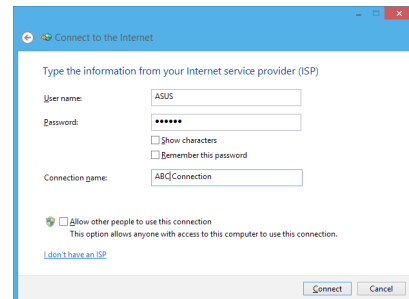 Connect to the Internet
Type the information from your Internet service provider (ISP)
User name: ASUS
Password: ••••••
Show characters
Remember this password
Connection name: ABC Connection
Allow other people to use this connection
This option allows anyone with access to this computer to use this connection.
I don't have an ISP
Connect Cancel